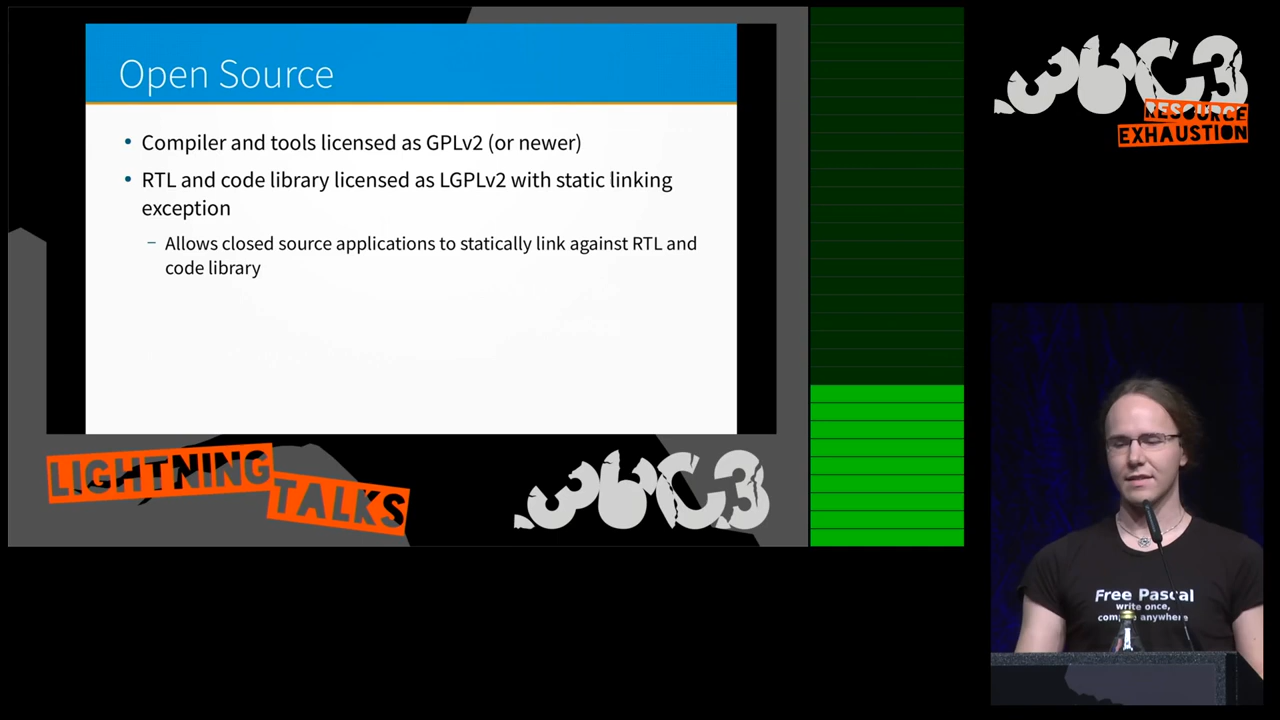 Open Source
• Compiler and tools licensed as GPLv2 (or newer)
• RTL and code library licensed as LGPLv2 with static linking
exception
– Allows closed source applications to statically link against RTL and
code library
LIGHTNING
TALKS
36C3
36C3
RESOURCE
EXHAUSTION
Free Pascal
write once,
anywhere